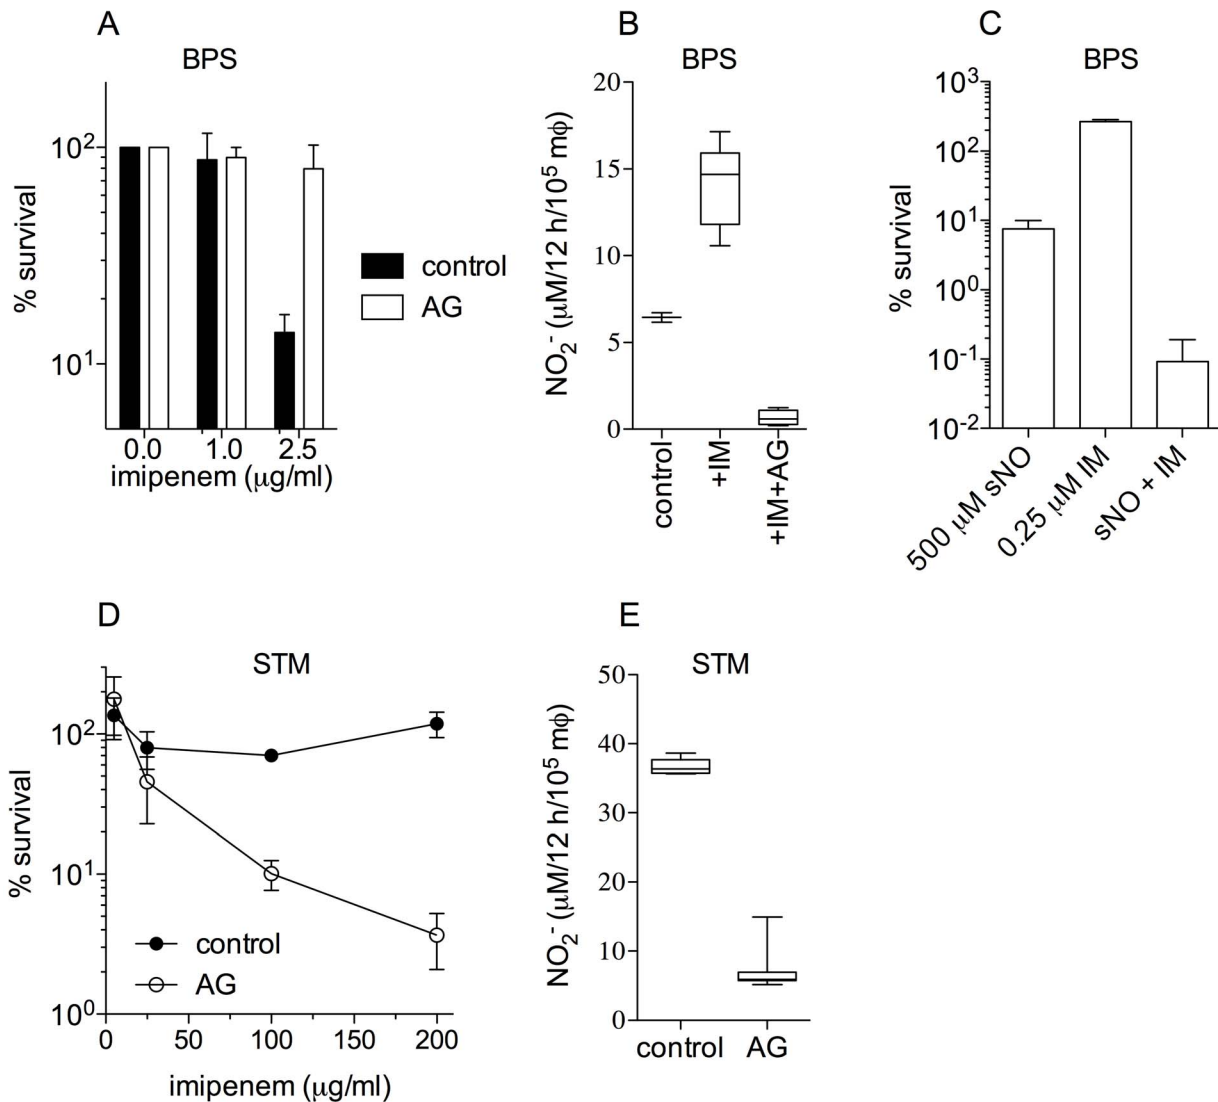 A
BPS
% survival
10²
10¹
0.0 1.0 2.5
imipenem (μg/ml)
control
AG
B
BPS
NO₂⁻ (μM/12 h/10⁵ mϕ)
20
15
10
5
0
control
+IM
+IM+AG
C
BPS
% survival
10³
10²
10¹
10⁰
10⁻¹
10⁻²
500 μM sNO
0.25 μM IM
sNO + IM
D
STM
% survival
10²
10¹
10⁰
control
AG
0 50 100 150 200
imipenem (μg/ml)
E
STM
NO₂⁻ (μM/12 h/10⁵ mϕ)
50
40
30
20
10
0
control AG